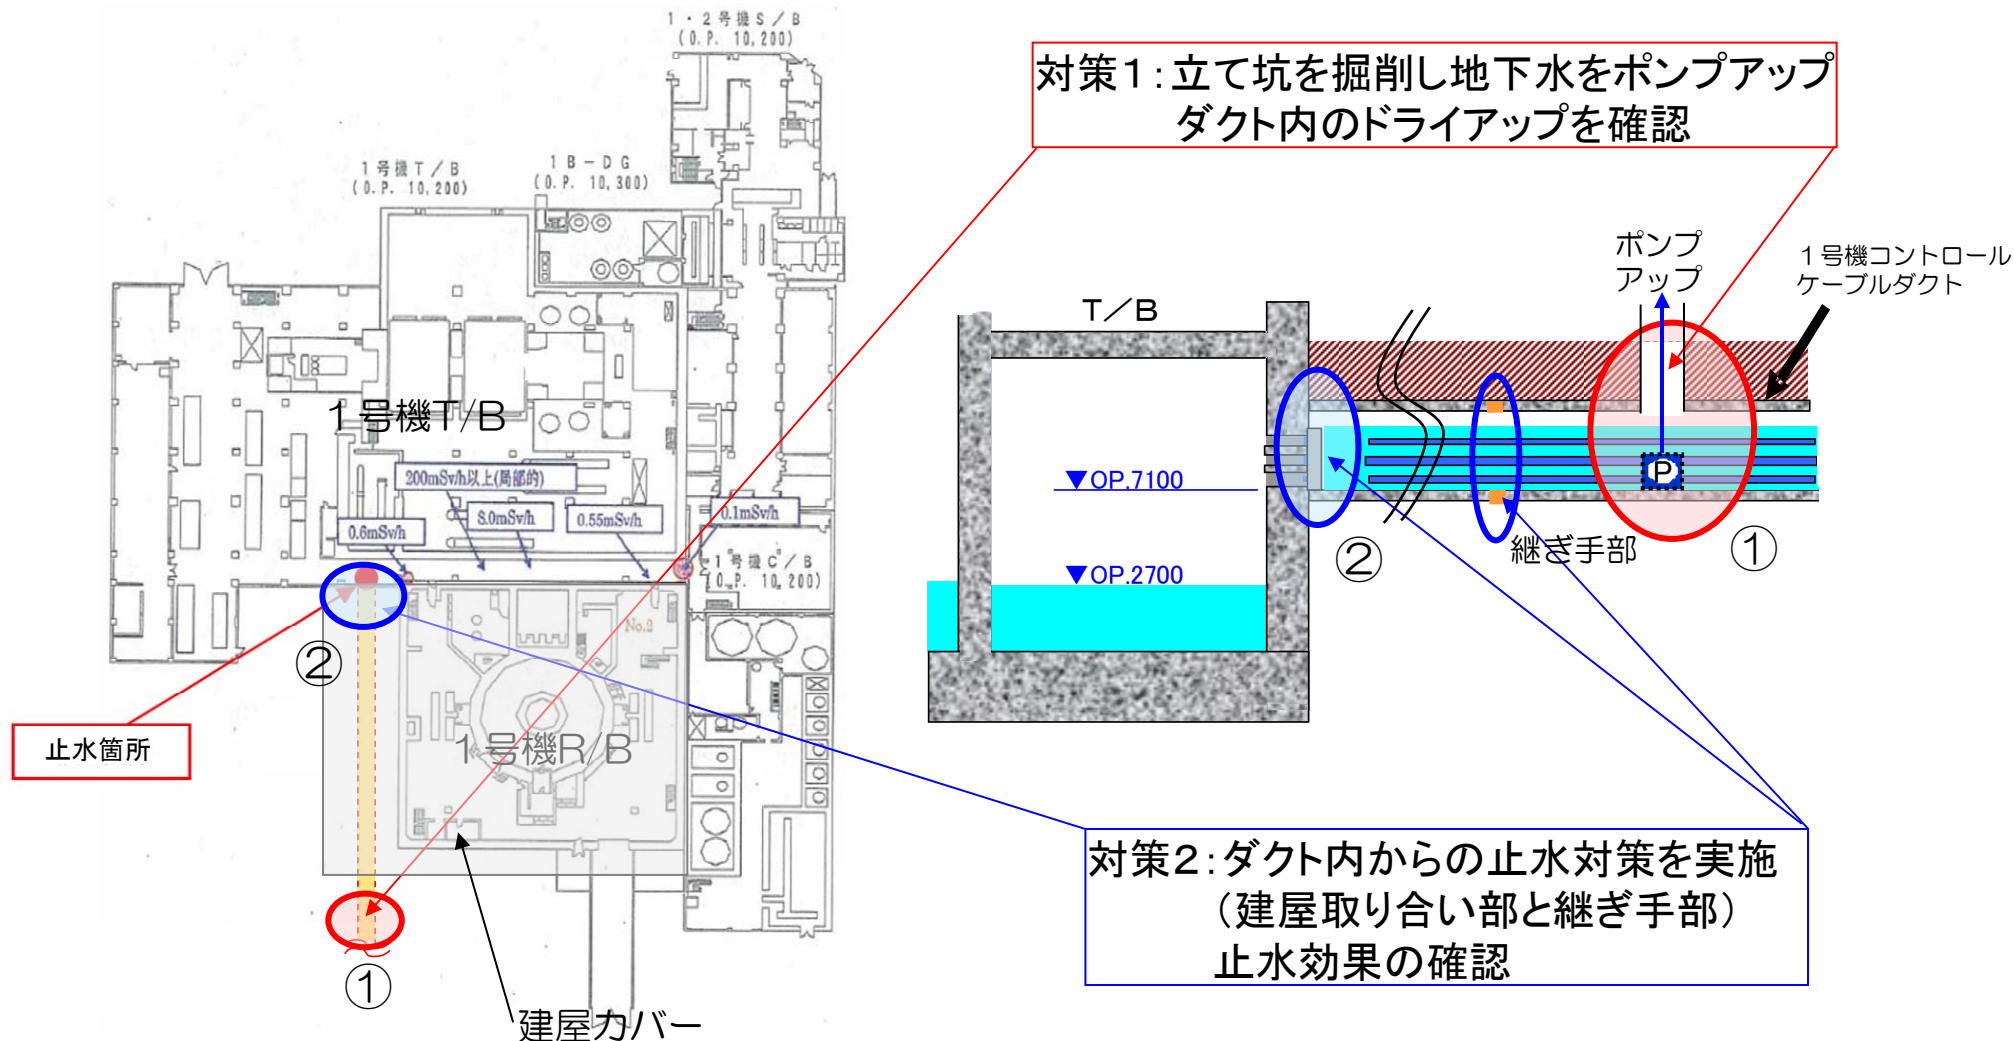 1・2号機S/B
(O.P. 10,200)
1号機T/B
(O.P. 10,200)
1B-DG
(O.P. 10,300)
1号機T/B
200mSv/h以上(局部的)
0.6mSv/h
8.0mSv/h
0.55mSv/h
0.1mSv/h
1号機C/B
(O.P. 10,200)
No.2
②
止水箇所
1号機R/B
①
建屋カバー
対策1:立て坑を掘削し地下水をポンプアップ
ダクト内のドライアップを確認
ポンプ
アップ
1号機コントロール
ケーブルダクト
T/B
▼OP.7100
P
②
継ぎ手部
①
▼OP.2700
対策2:ダクト内からの止水対策を実施
(建屋取り合い部と継ぎ手部)
止水効果の確認